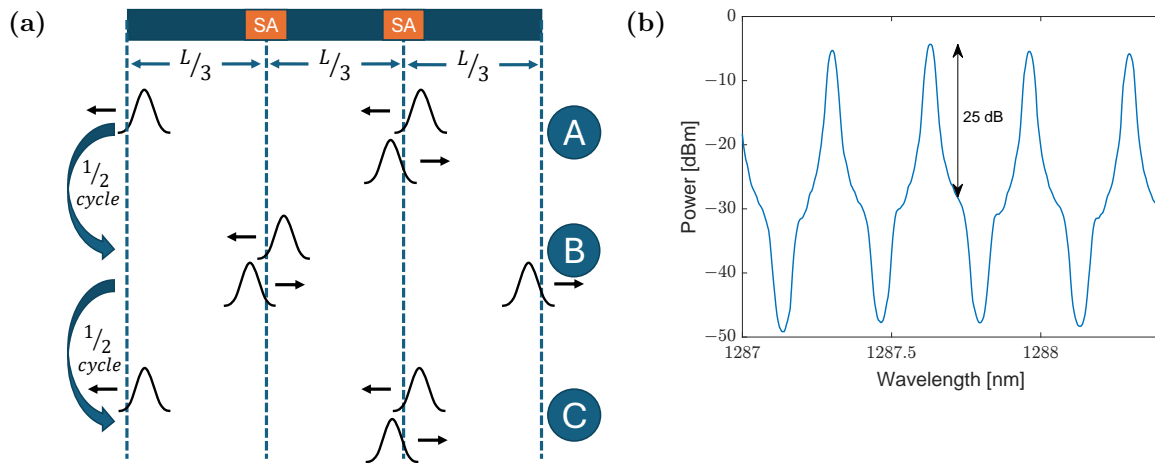 (a)
SA SA
L/3 L/3 L/3
A
1/2
cycle
B
1/2
cycle
C
(b)
0
−10
−20
−30
−40
−50
Power [dBm]
25 dB
1287 1287.5 1288
Wavelength [nm]